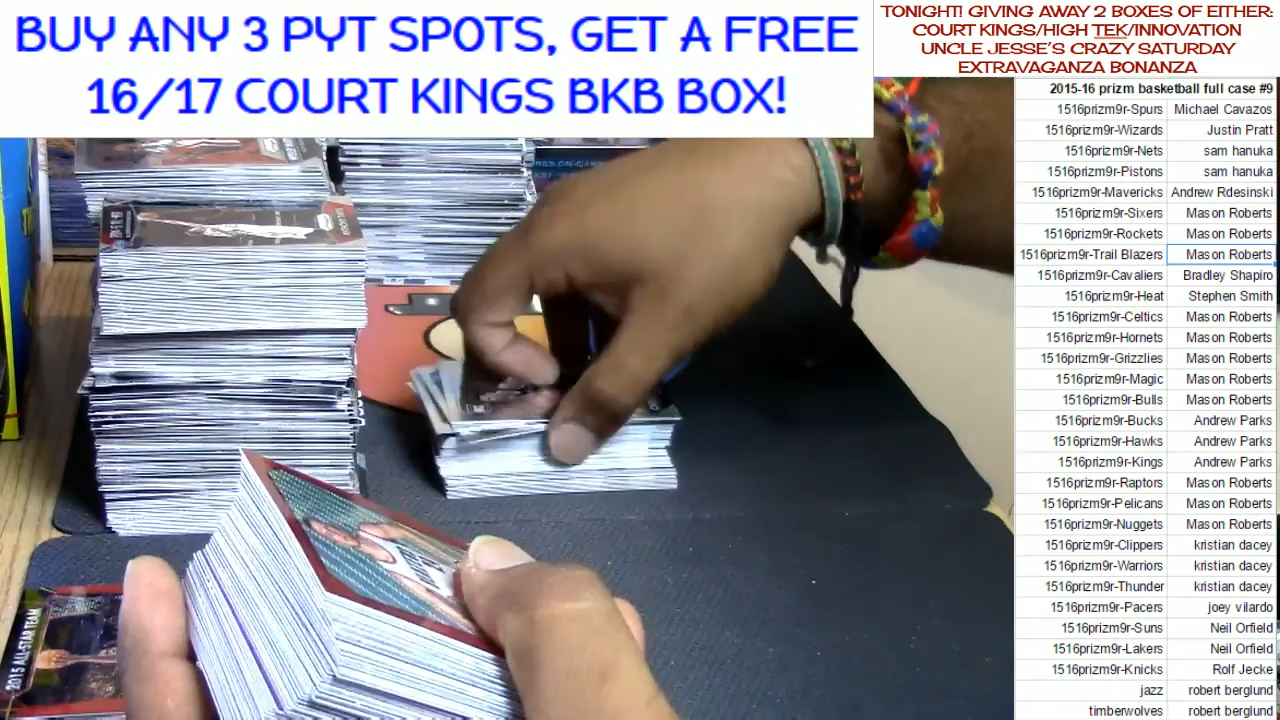 BUY ANY 3 PYT SPOTS, GET A FREE
16/17 COURT KINGS BKB BOX!
TONIGHT! GIVING AWAY 2 BOXES OF EITHER:
COURT KINGS/HIGH TEK/INNOVATION
UNCLE JESSE'S CRAZY SATURDAY
EXTRAVAGANZA BONANZA
2015-16 prizm basketball full case #9
1516prizm9r-Spurs Michael Cavazos
1516prizm9r-Wizards Justin Pratt
1516prizm9r-Nets sam hanuka
1516prizm9r-Pistons sam hanuka
1516prizm9r-Mavericks Andrew Rdesinski
1516prizm9r-Sixers Mason Roberts
1516prizm9r-Rockets Mason Roberts
1516prizm9r-Trail Blazers Mason Roberts
1516prizm9r-Cavaliers Bradley Shapiro
1516prizm9r-Heat Stephen Smith
1516prizm9r-Celtics Mason Roberts
1516prizm9r-Hornets Mason Roberts
1516prizm9r-Grizzlies Mason Roberts
1516prizm9r-Magic Mason Roberts
1516prizm9r-Bulls Mason Roberts
1516prizm9r-Bucks Andrew Parks
1516prizm9r-Hawks Andrew Parks
1516prizm9r-Kings Andrew Parks
1516prizm9r-Raptors Mason Roberts
1516prizm9r-Pelicans Mason Roberts
1516prizm9r-Nuggets Mason Roberts
1516prizm9r-Clippers kristian dacey
1516prizm9r-Warriors kristian dacey
1516prizm9r-Thunder kristian dacey
1516prizm9r-Pacers joey vilardo
1516prizm9r-Suns Neil Orfield
1516prizm9r-Lakers Neil Orfield
1516prizm9r-Knicks Rolf Jecke
jazz robert berglund
timberwolves robert berglund
2015 ALL-STAR TEAM